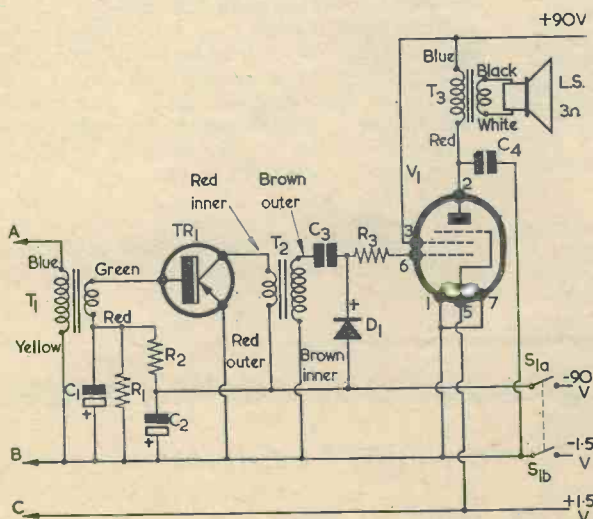 +90V
Blue
Black
T3
L.S.
3Ω
White
Red
C4
V1
2
Red inner
Brown outer
TR1
T2
C3
R3
3
6
A
Blue
Green
T1
Red
Yellow
R2
Red outer
Brown inner
+
D1
1
5
7
C1
+
R1
C2
+
S1a
-90 V
B
S1b
-1.5 V
C
+1.5 V